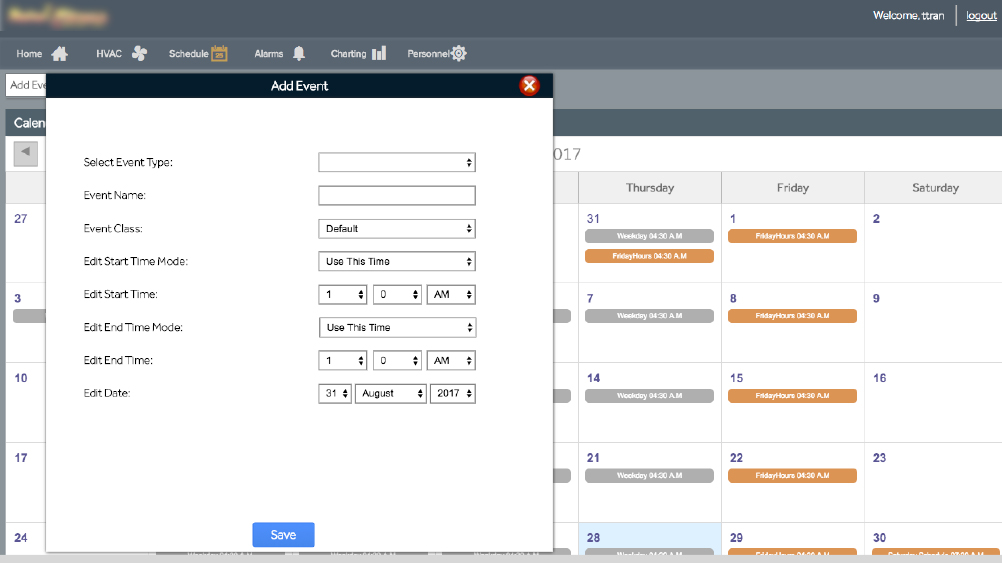 Welcome, ttran
logout
Home
HVAC
Schedule
25
Alarms
Charting
Personnel
Add Eve
Add Event
Calen
Select Event Type:
Event Name:
Event Class: Default
Edit Start Time Mode: Use This Time
Edit Start Time: 1 0 AM
Edit End Time Mode: Use This Time
Edit End Time: 1 0 AM
Edit Date: 31 August 2017
Save
017
Thursday Friday Saturday
27 31 1 2
Weekday 04:30 A.M FridayHours 04:30 A.M
FridayHours 04:30 A.M
3 7 8 9
Weekday 04:30 A.M FridayHours 04:30 A.M
10 14 15 16
Weekday 04:30 A.M FridayHours 04:30 A.M
17 21 22 23
Weekday 04:30 A.M FridayHours 04:30 A.M
24 28 29 30